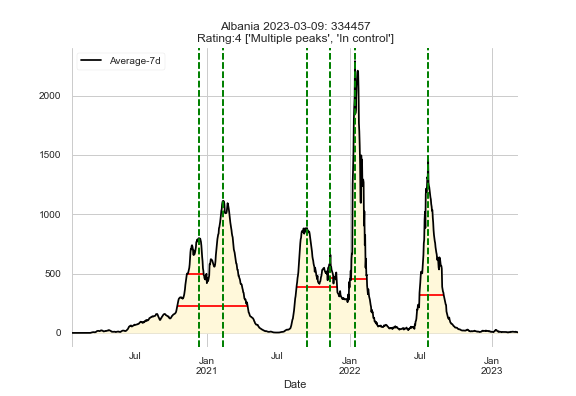 Albania 2023-03-09: 334457
Rating:4 ['Multiple peaks', 'In control']
Average-7d
2000
1500
1000
500
0
Jul
Jan
2021
Jul
Jan
2022
Jul
Jan
2023
Date